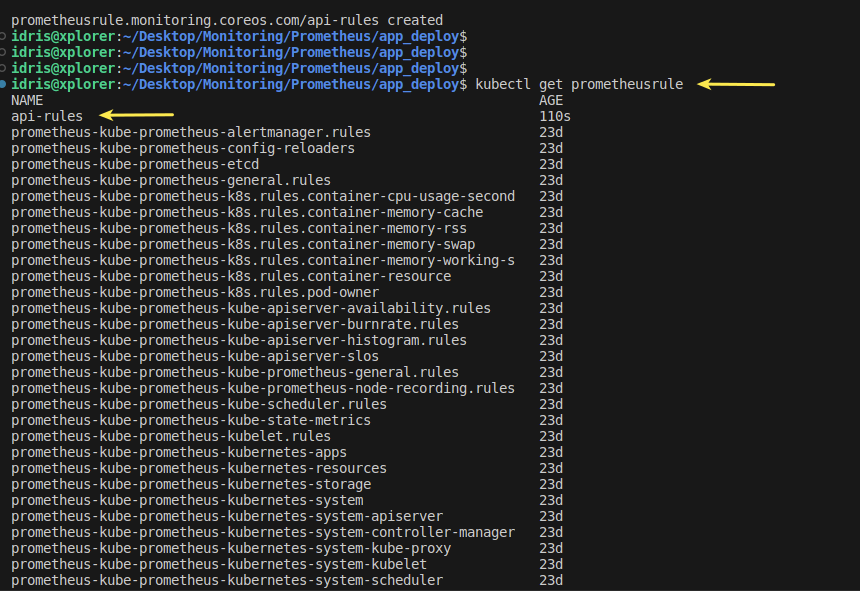 prometheusrule.monitoring.coreos.com/api-rules created
idris@xplorer:~/Desktop/Monitoring/Prometheus/app_deploy$
idris@xplorer:~/Desktop/Monitoring/Prometheus/app_deploy$
idris@xplorer:~/Desktop/Monitoring/Prometheus/app_deploy$
idris@xplorer:~/Desktop/Monitoring/Prometheus/app_deploy$ kubectl get prometheusrule
NAME AGE
api-rules 110s
prometheus-kube-prometheus-alertmanager.rules 23d
prometheus-kube-prometheus-config-reloaders 23d
prometheus-kube-prometheus-etcd 23d
prometheus-kube-prometheus-general.rules 23d
prometheus-kube-prometheus-k8s.rules.container-cpu-usage-second 23d
prometheus-kube-prometheus-k8s.rules.container-memory-cache 23d
prometheus-kube-prometheus-k8s.rules.container-memory-rss 23d
prometheus-kube-prometheus-k8s.rules.container-memory-swap 23d
prometheus-kube-prometheus-k8s.rules.container-memory-working-s 23d
prometheus-kube-prometheus-k8s.rules.container-resource 23d
prometheus-kube-prometheus-k8s.rules.pod-owner 23d
prometheus-kube-prometheus-kube-apiserver-availability.rules 23d
prometheus-kube-prometheus-kube-apiserver-burnrate.rules 23d
prometheus-kube-prometheus-kube-apiserver-histogram.rules 23d
prometheus-kube-prometheus-kube-apiserver-slos 23d
prometheus-kube-prometheus-kube-prometheus-general.rules 23d
prometheus-kube-prometheus-kube-prometheus-node-recording.rules 23d
prometheus-kube-prometheus-kube-scheduler.rules 23d
prometheus-kube-prometheus-kube-state-metrics 23d
prometheus-kube-prometheus-kubelet.rules 23d
prometheus-kube-prometheus-kubernetes-apps 23d
prometheus-kube-prometheus-kubernetes-resources 23d
prometheus-kube-prometheus-kubernetes-storage 23d
prometheus-kube-prometheus-kubernetes-system 23d
prometheus-kube-prometheus-kubernetes-system-apiserver 23d
prometheus-kube-prometheus-kubernetes-system-controller-manager 23d
prometheus-kube-prometheus-kubernetes-system-kube-proxy 23d
prometheus-kube-prometheus-kubernetes-system-kubelet 23d
prometheus-kube-prometheus-kubernetes-system-scheduler 23d